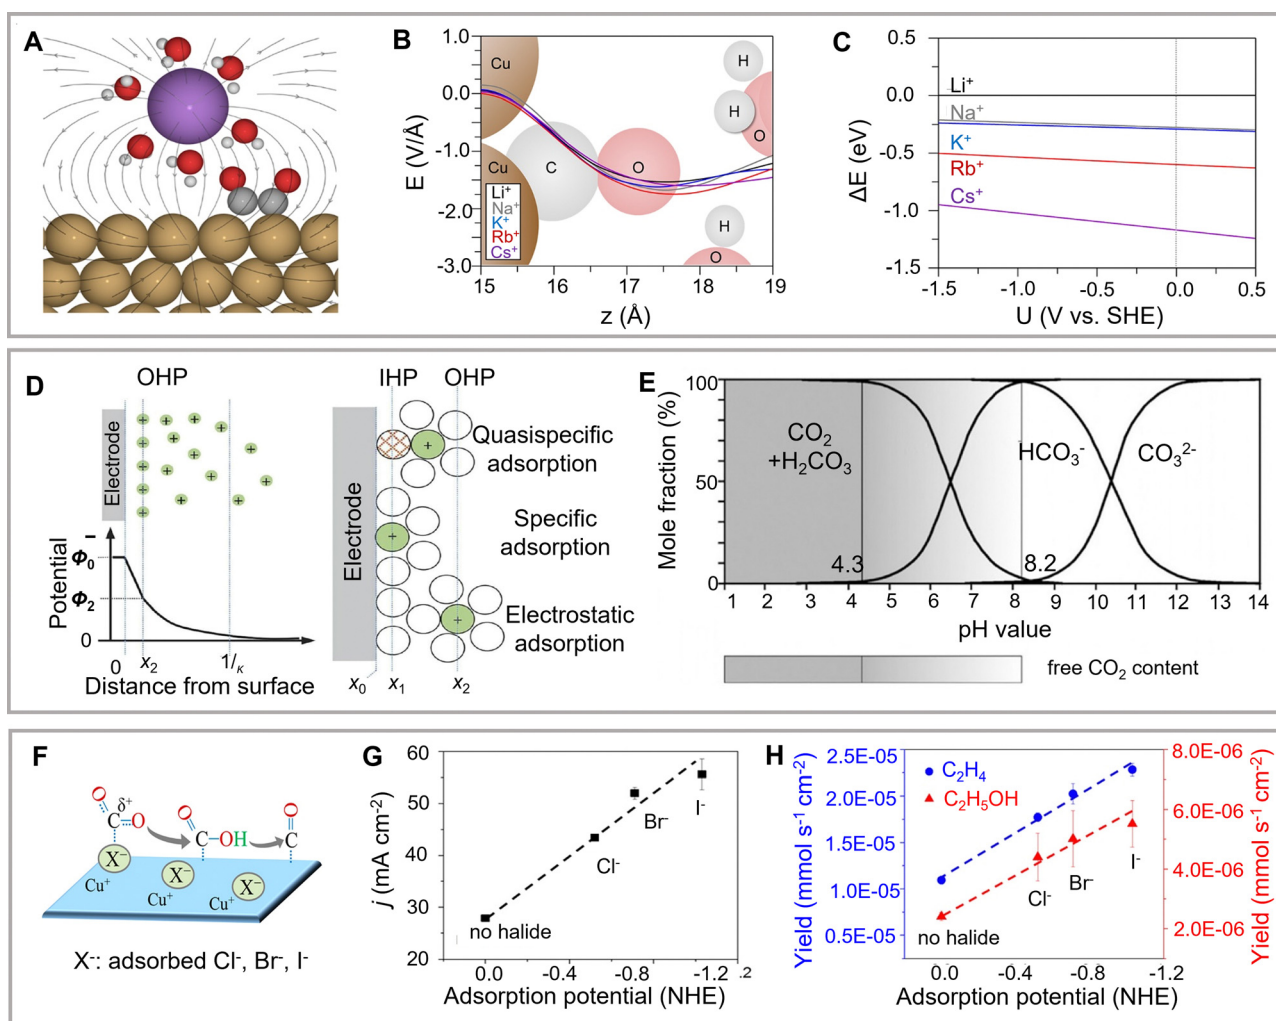 A
B
1.0
0.0
-1.0
-2.0
-3.0
E (V/Å)
Cu
Cu
C
O
H
H
O
H
O
Li⁺
Na⁺
K⁺
Rb⁺
Cs⁺
15 16 17 18 19
z (Å)
C
0.5
0.0
-0.5
-1.0
-1.5
ΔE (eV)
Li⁺
Na⁺
K⁺
Rb⁺
Cs⁺
-1.5 -1.0 -0.5 0.0 0.5
U (V vs. SHE)
D
OHP
Electrode
Potential
−
Φ₀
Φ₂
0
0 x₂ 1/κ
Distance from surface
IHP OHP
Electrode
Quasispecific
adsorption
Specific
adsorption
Electrostatic
adsorption
x₀ x₁ x₂
E
100
50
0
Mole fraction (%)
CO₂
+H₂CO₃
HCO₃⁻
CO₃²⁻
4.3
8.2
1 2 3 4 5 6 7 8 9 10 11 12 13 14
pH value
free CO₂ content
F
O
δ⁺
C
O
X⁻
O
C
OH
O
C
X⁻
X⁻
Cu⁺
Cu⁺
Cu⁺
X⁻: adsorbed Cl⁻, Br⁻, I⁻
G
60
50
40
30
20
j (mA cm⁻²)
no halide
Cl⁻
Br⁻
I⁻
0.0 -0.4 -0.8 -1.2 .2
Adsorption potential (NHE)
H
2.5E-05
2.0E-05
1.5E-05
1.0E-05
0.5E-05
Yield (mmol s⁻¹ cm⁻²)
C₂H₄
C₂H₅OH
no halide
Cl⁻
Br⁻
I⁻
8.0E-06
6.0E-06
4.0E-06
2.0E-06
Yield (mmol s⁻¹ cm⁻²)
0.0 -0.4 -0.8 -1.2
Adsorption potential (NHE)